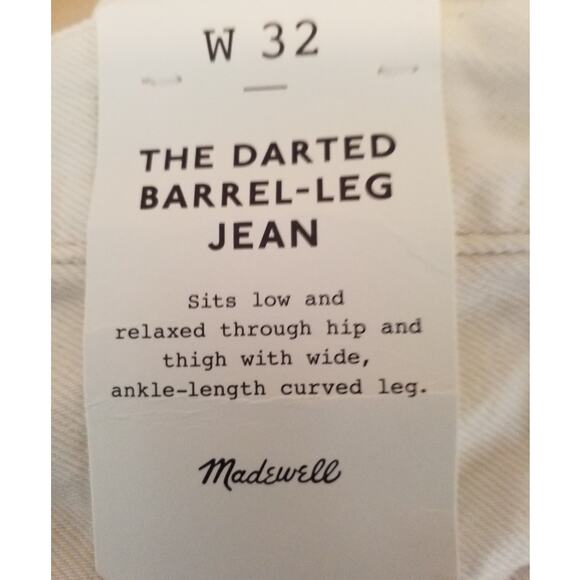 W 32
THE DARTED
BARREL-LEG
JEAN
Sits low and
relaxed through hip and
thigh with wide,
ankle-length curved leg.
Madewell